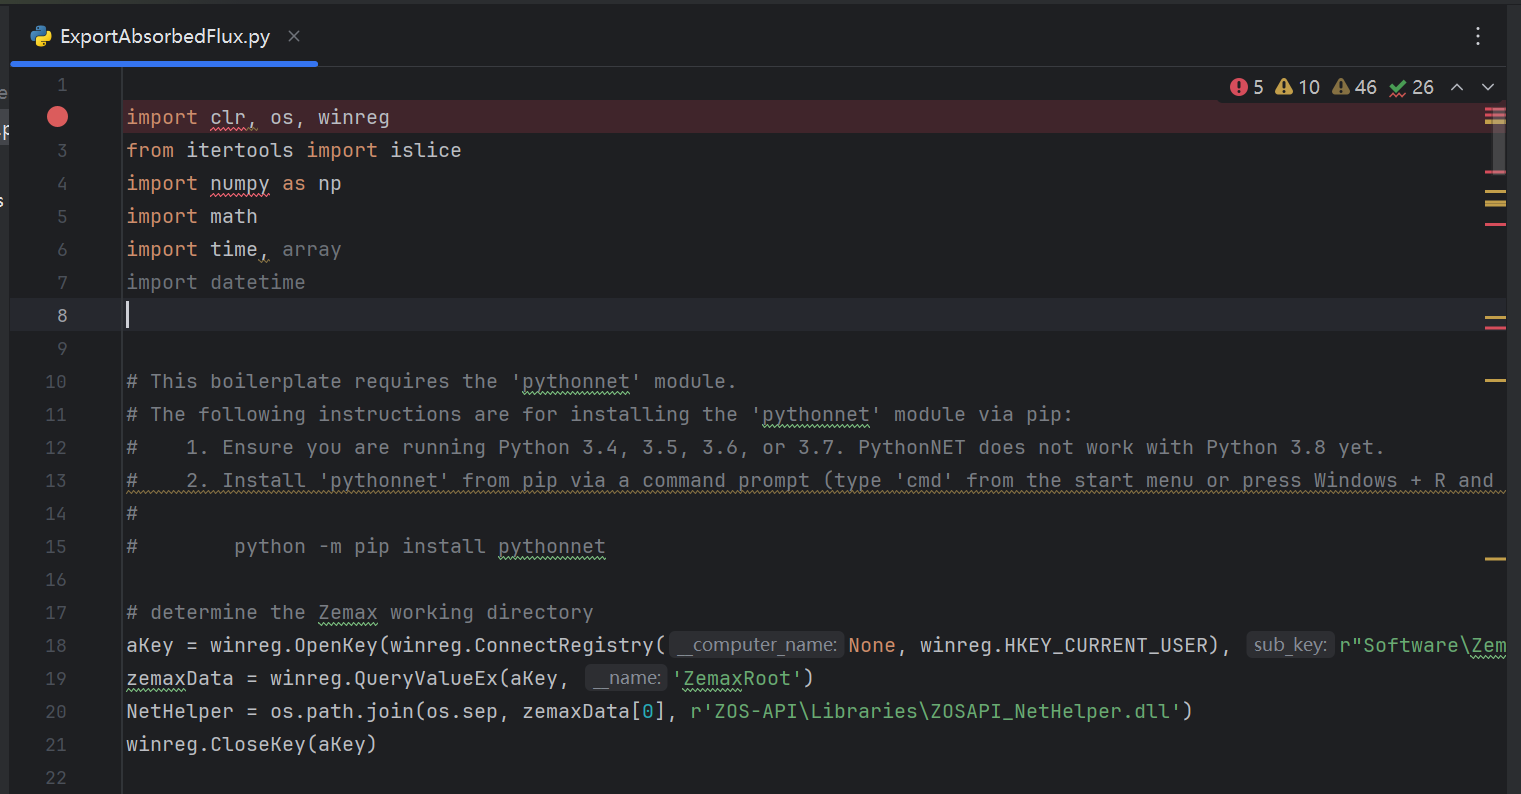 ExportAbsorbedFlux.py
5 10 46 26
1
import clr, os, winreg
3 from itertools import islice
4 import numpy as np
5 import math
6 import time, array
7 import datetime
8
9
10 # This boilerplate requires the 'pythonnet' module.
11 # The following instructions are for installing the 'pythonnet' module via pip:
12 #    1. Ensure you are running Python 3.4, 3.5, 3.6, or 3.7. PythonNET does not work with Python 3.8 yet.
13 #    2. Install 'pythonnet' from pip via a command prompt (type 'cmd' from the start menu or press Windows + R and
14 #
15 #        python -m pip install pythonnet
16
17 # determine the Zemax working directory
18 aKey = winreg.OpenKey(winreg.ConnectRegistry( __computer_name: None, winreg.HKEY_CURRENT_USER), sub_key: r"Software\Zem
19 zemaxData = winreg.QueryValueEx(aKey, __name: 'ZemaxRoot')
20 NetHelper = os.path.join(os.sep, zemaxData[0], r'ZOS-API\Libraries\ZOSAPI_NetHelper.dll')
21 winreg.CloseKey(aKey)
22